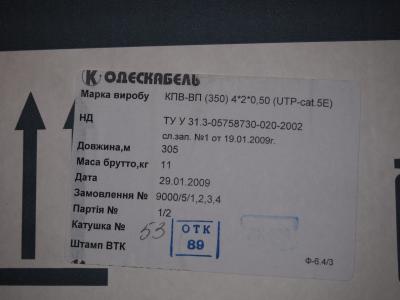 ОДЕСКАБЕЛЬ
Марка виробу КПВ-ВП (350) 4*2*0,50 (UTP-cat.5E)
НД ТУ У 31.3-05758730-020-2002
сл.зап. №1 от 19.01.2009г.
Довжина,м 305
Маса брутто,кг 11
Дата 29.01.2009
Замовлення № 9000/5/1,2,3,4
Партія № 1/2
Катушка № 53
Штамп ВТК ОТК
89
Ф-6.4/3